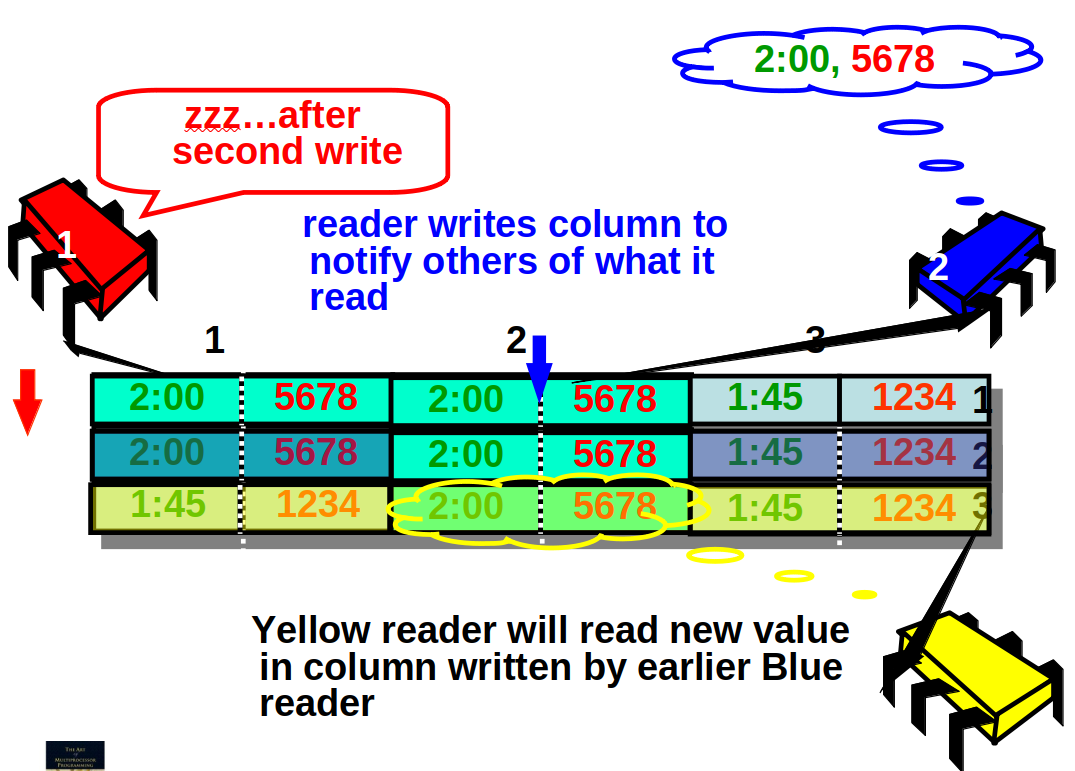 2:00, 5678
zzz…after
second write
1
2
reader writes column to
notify others of what it
read
1 2 3
2:00 5678 2:00 5678 1:45 1234 1
2:00 5678 2:00 5678 1:45 1234 2
1:45 1234 2:00 5678 1:45 1234 3
Yellow reader will read new value
in column written by earlier Blue
reader
THE ART
OF
MULTIPROCESSOR
PROGRAMMING